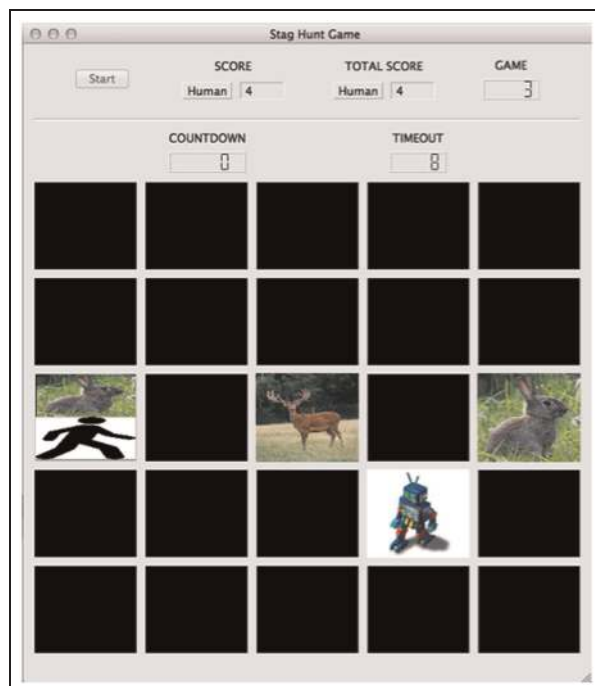 Stag Hunt Game
SCORE TOTAL SCORE GAME
Start Human 4 Human 4 3
COUNTDOWN TIMEOUT
0 8